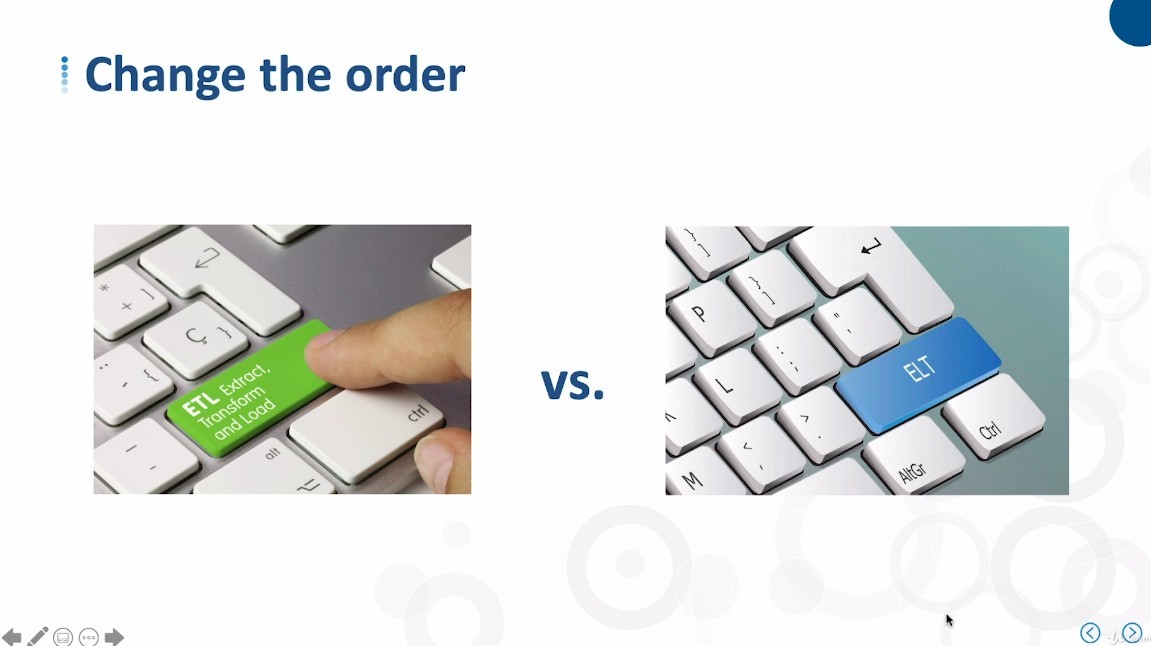 Change the order
ETL Extract,
Transform
and Load
ctrl
alt
Ç
*
+
vs.
P
L
M
ELT
Ctrl
AltGr